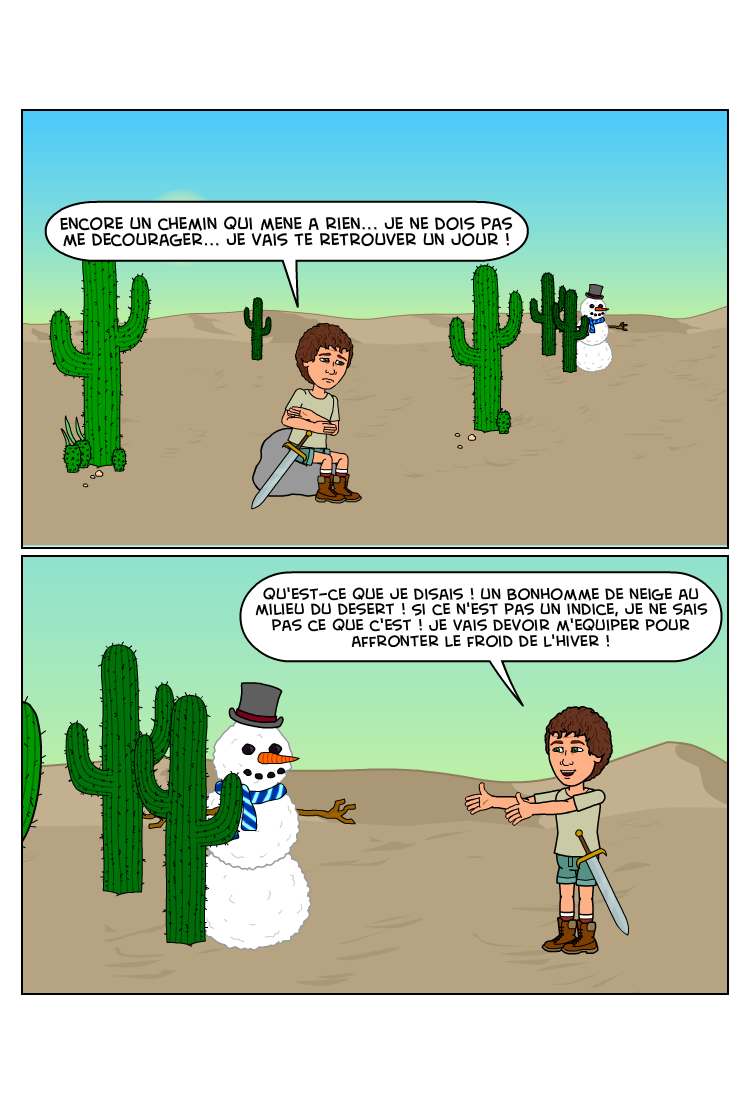 ENCORE UN CHEMIN QUI MENE A RIEN... JE NE DOIS PAS
ME DECOURAGER... JE VAIS TE RETROUVER UN JOUR !
QU'EST-CE QUE JE DISAIS ! UN BONHOMME DE NEIGE AU
MILIEU DU DESERT ! SI CE N'EST PAS UN INDICE, JE NE SAIS
PAS CE QUE C'EST ! JE VAIS DEVOIR M'EQUIPER POUR
AFFRONTER LE FROID DE L'HIVER !